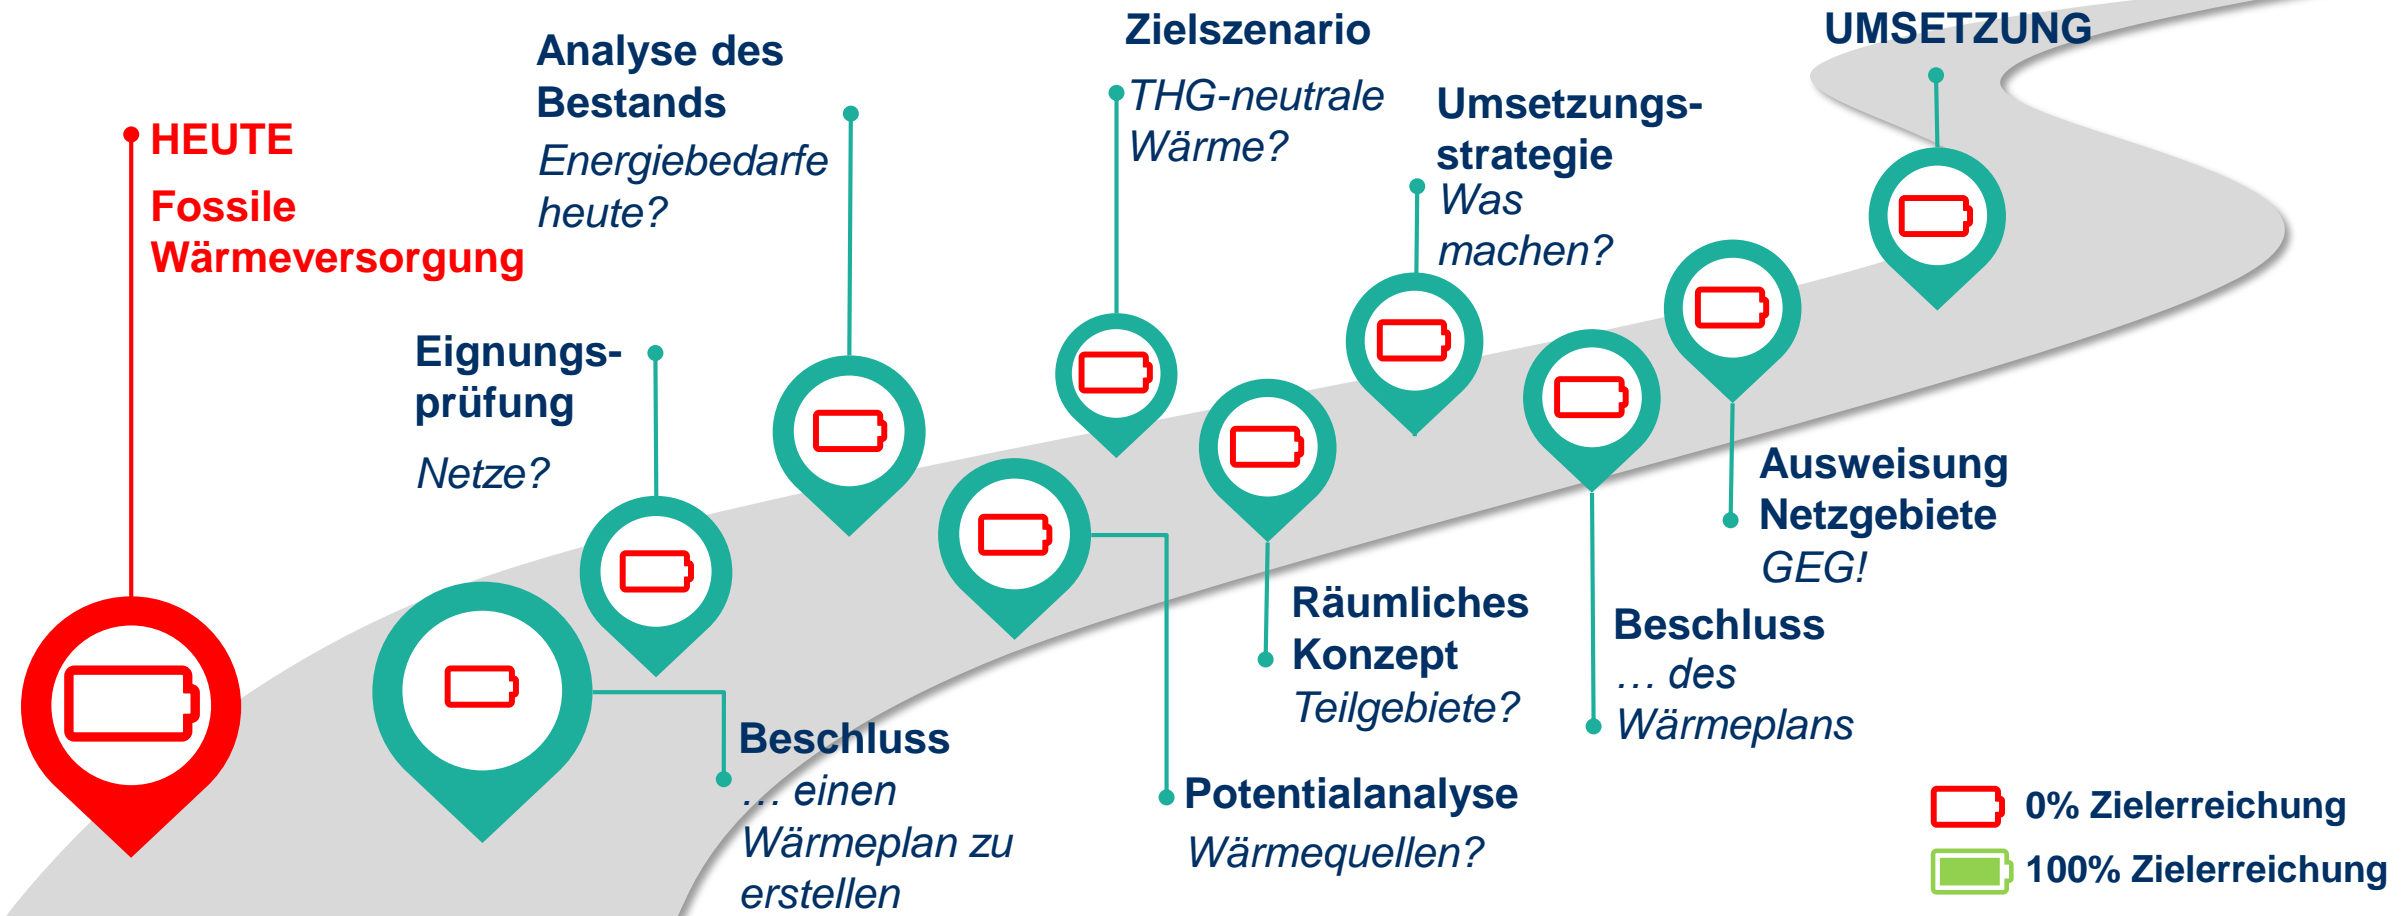 HEUTE
Fossile
Wärmeversorgung
Beschluss
… einen
Wärmeplan zu
erstellen
Eignungs-
prüfung
Netze?
Analyse des
Bestands
Energiebedarfe
heute?
Potentialanalyse
Wärmequellen?
Zielszenario
THG-neutrale
Wärme?
Räumliches
Konzept
Teilgebiete?
Umsetzungs-
strategie
Was
machen?
Beschluss
… des
Wärmeplans
Ausweisung
Netzgebiete
GEG!
UMSETZUNG
0% Zielerreichung
100% Zielerreichung